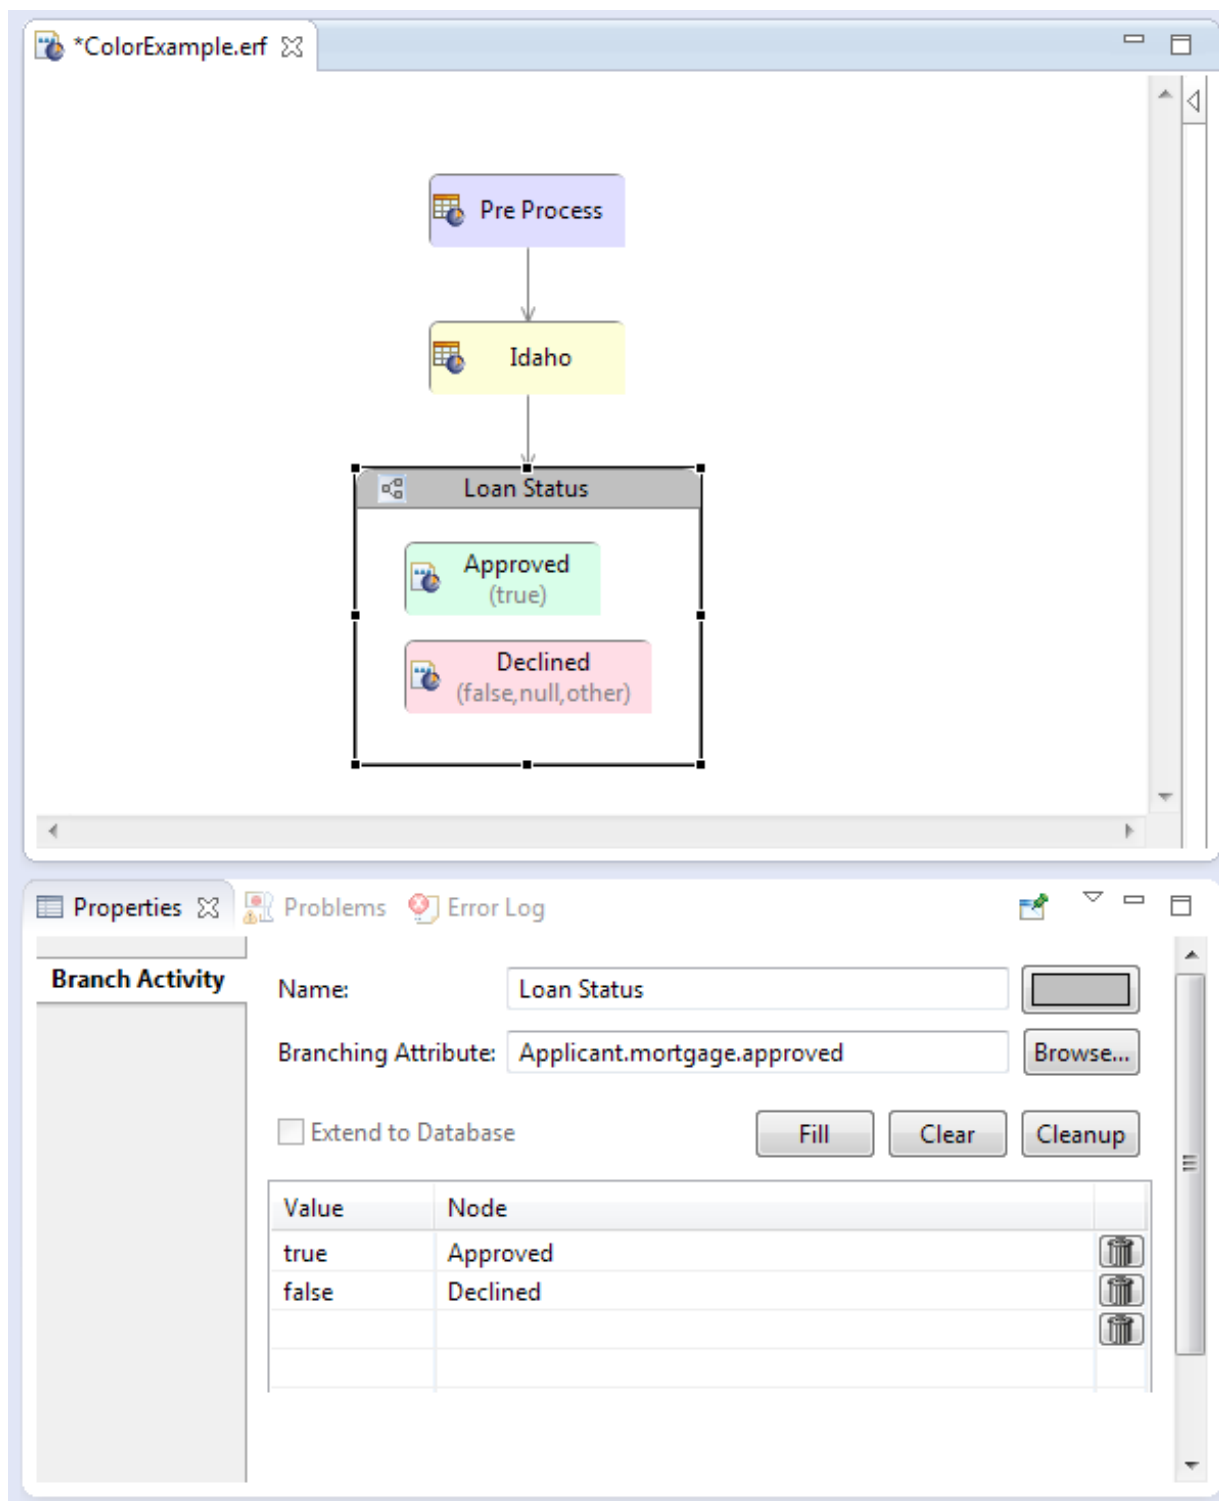 *ColorExample.erf
Pre Process
Idaho
Loan Status
Approved
(true)
Declined
(false,null,other)
Properties Problems Error Log
Branch Activity
Name: Loan Status
Branching Attribute: Applicant.mortgage.approved Browse...
Extend to Database Fill Clear Cleanup
Value Node
true Approved
false Declined